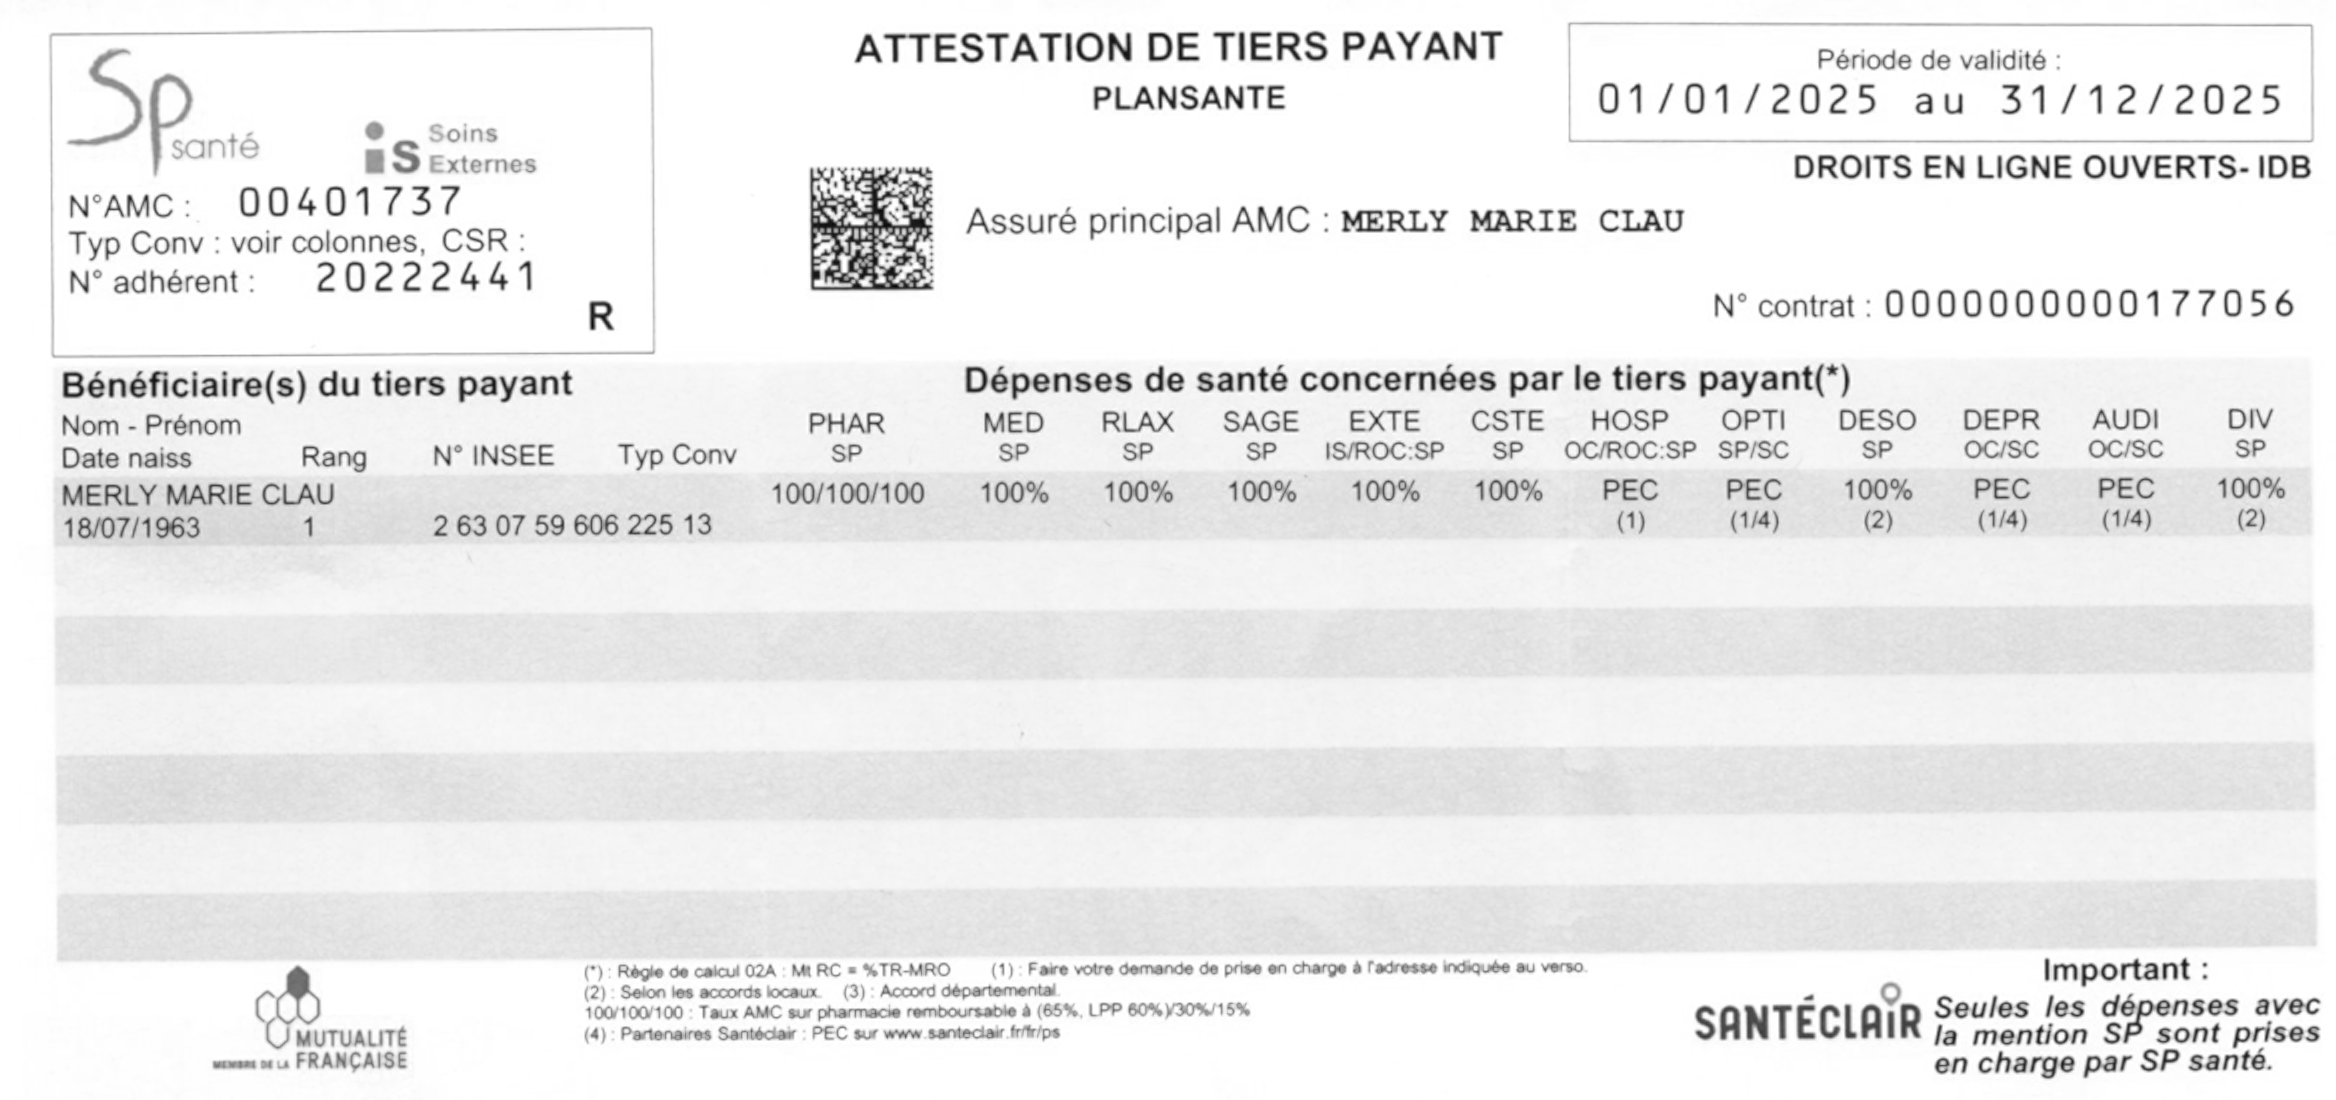 Sp santé
is Soins Externes
N°AMC : 00401737
Typ Conv : voir colonnes, CSR :
N° adhérent : 20222441
R
ATTESTATION DE TIERS PAYANT
PLANSANTE
Période de validité :
01/01/2025 au 31/12/2025
DROITS EN LIGNE OUVERTS- IDB
Assuré principal AMC : MERLY MARIE CLAU
N° contrat : 0000000000177056
Bénéficiaire(s) du tiers payant Dépenses de santé concernées par le tiers payant(*)
Nom - Prénom PHAR MED RLAX SAGE EXTE CSTE HOSP OPTI DESO DEPR AUDI DIV
Date naiss Rang N° INSEE Typ Conv SP SP SP SP IS/ROC:SP SP OC/ROC:SP SP/SC SP OC/SC OC/SC SP
MERLY MARIE CLAU 100/100/100 100% 100% 100% 100% 100% PEC PEC 100% PEC PEC 100%
18/07/1963 1 2 63 07 59 606 225 13 (1) (1/4) (2) (1/4) (1/4) (2)
MUTUALITÉ
MEMBRE DE LA FRANÇAISE
(*) : Règle de calcul 02A : Mt RC = %TR-MRO (1) : Faire votre demande de prise en charge à l'adresse indiquée au verso.
(2) : Selon les accords locaux. (3) : Accord départemental.
100/100/100 : Taux AMC sur pharmacie remboursable à (65%, LPP 60%)/30%/15%
(4) : Partenaires Santéclair : PEC sur www.santeclair.fr/fr/ps
SANTÉCLAIR
Important :
Seules les dépenses avec
la mention SP sont prises
en charge par SP santé.